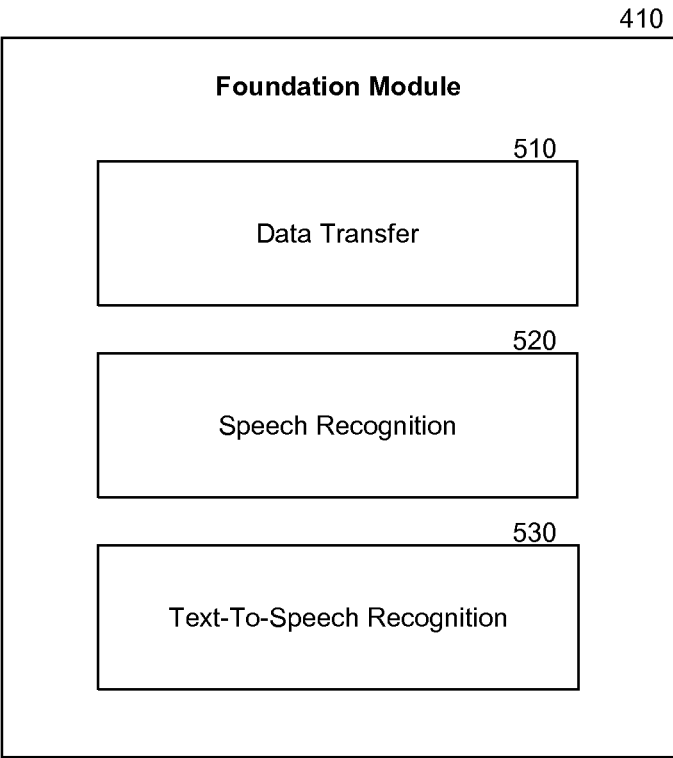 410
Foundation Module
510
Data Transfer
520
Speech Recognition
530
Text-To-Speech Recognition